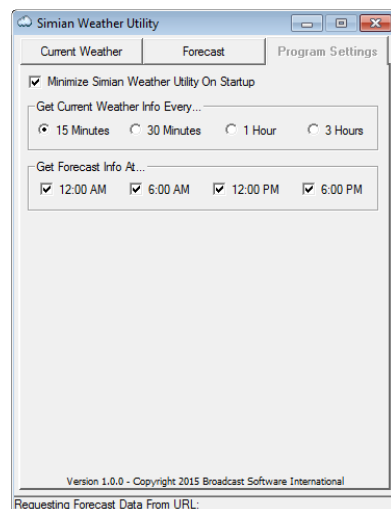 Simian Weather Utility
Current Weather Forecast Program Settings
Minimize Simian Weather Utility On Startup
Get Current Weather Info Every...
15 Minutes 30 Minutes 1 Hour 3 Hours
Get Forecast Info At...
12:00 AM 6:00 AM 12:00 PM 6:00 PM
Version 1.0.0 - Copyright 2015 Broadcast Software International
Requesting Forecast Data From URL: